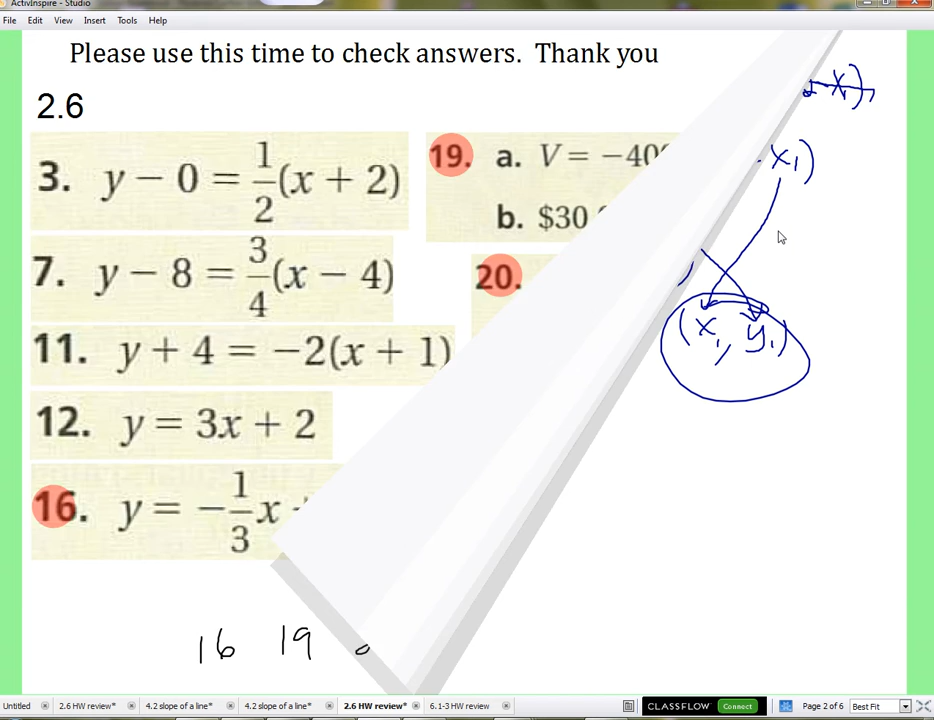 ActivInspire - Studio
File Edit View Insert Tools Help
Please use this time to check answers. Thank you
2.6
3. y − 0 = 1/2(x + 2)
7. y − 8 = 3/4(x − 4)
11. y + 4 = −2(x + 1)
12. y = 3x + 2
16. y = −1/3x
19. a. V = −40
b. $30
20.
x₁)
x₁)
(x₁, y₁)
16 19
Untitled 2.6 HW review* 4.2 slope of a line* 4.2 slope of a line* 2.6 HW review* 6.1-3 HW review CLASSFLOW Connect Page 2 of 6 Best Fit